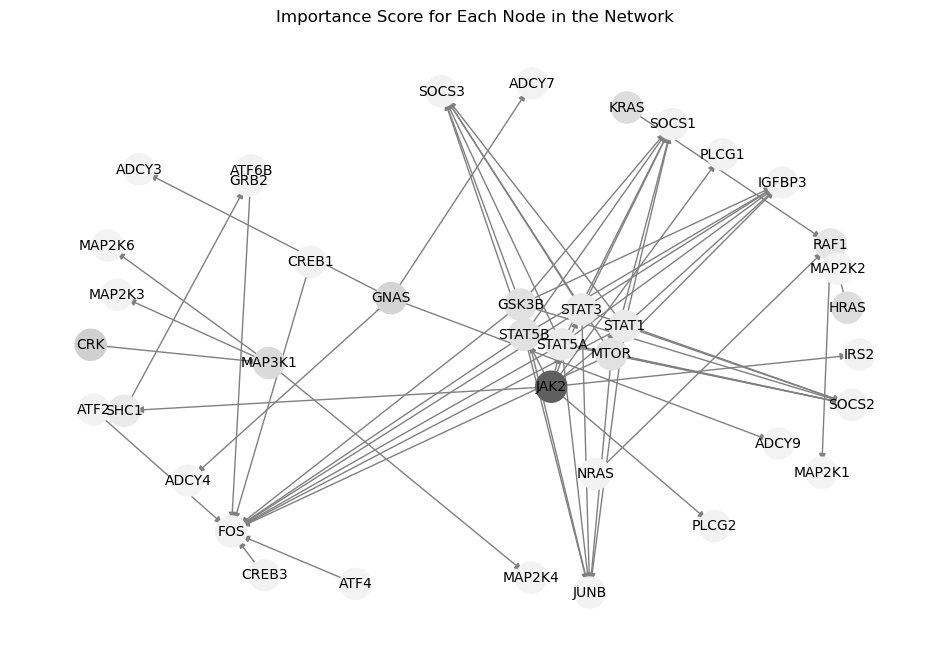 Importance Score for Each Node in the Network
SOCS3
ADCY7
KRAS
SOCS1
PLCG1
ADCY3
ATF6B
GRB2
IGFBP3
MAP2K6
RAF1
CREB1
MAP2K2
MAP2K3
GNAS
GSK3B
STAT3
HRAS
STAT1
STAT5B
CRK
STAT5A
MTOR
IRS2
MAP3K1
JAK2
ATF2
SHC1
SOCS2
ADCY9
NRAS
MAP2K1
ADCY4
PLCG2
FOS
CREB3
ATF4
MAP2K4
JUNB